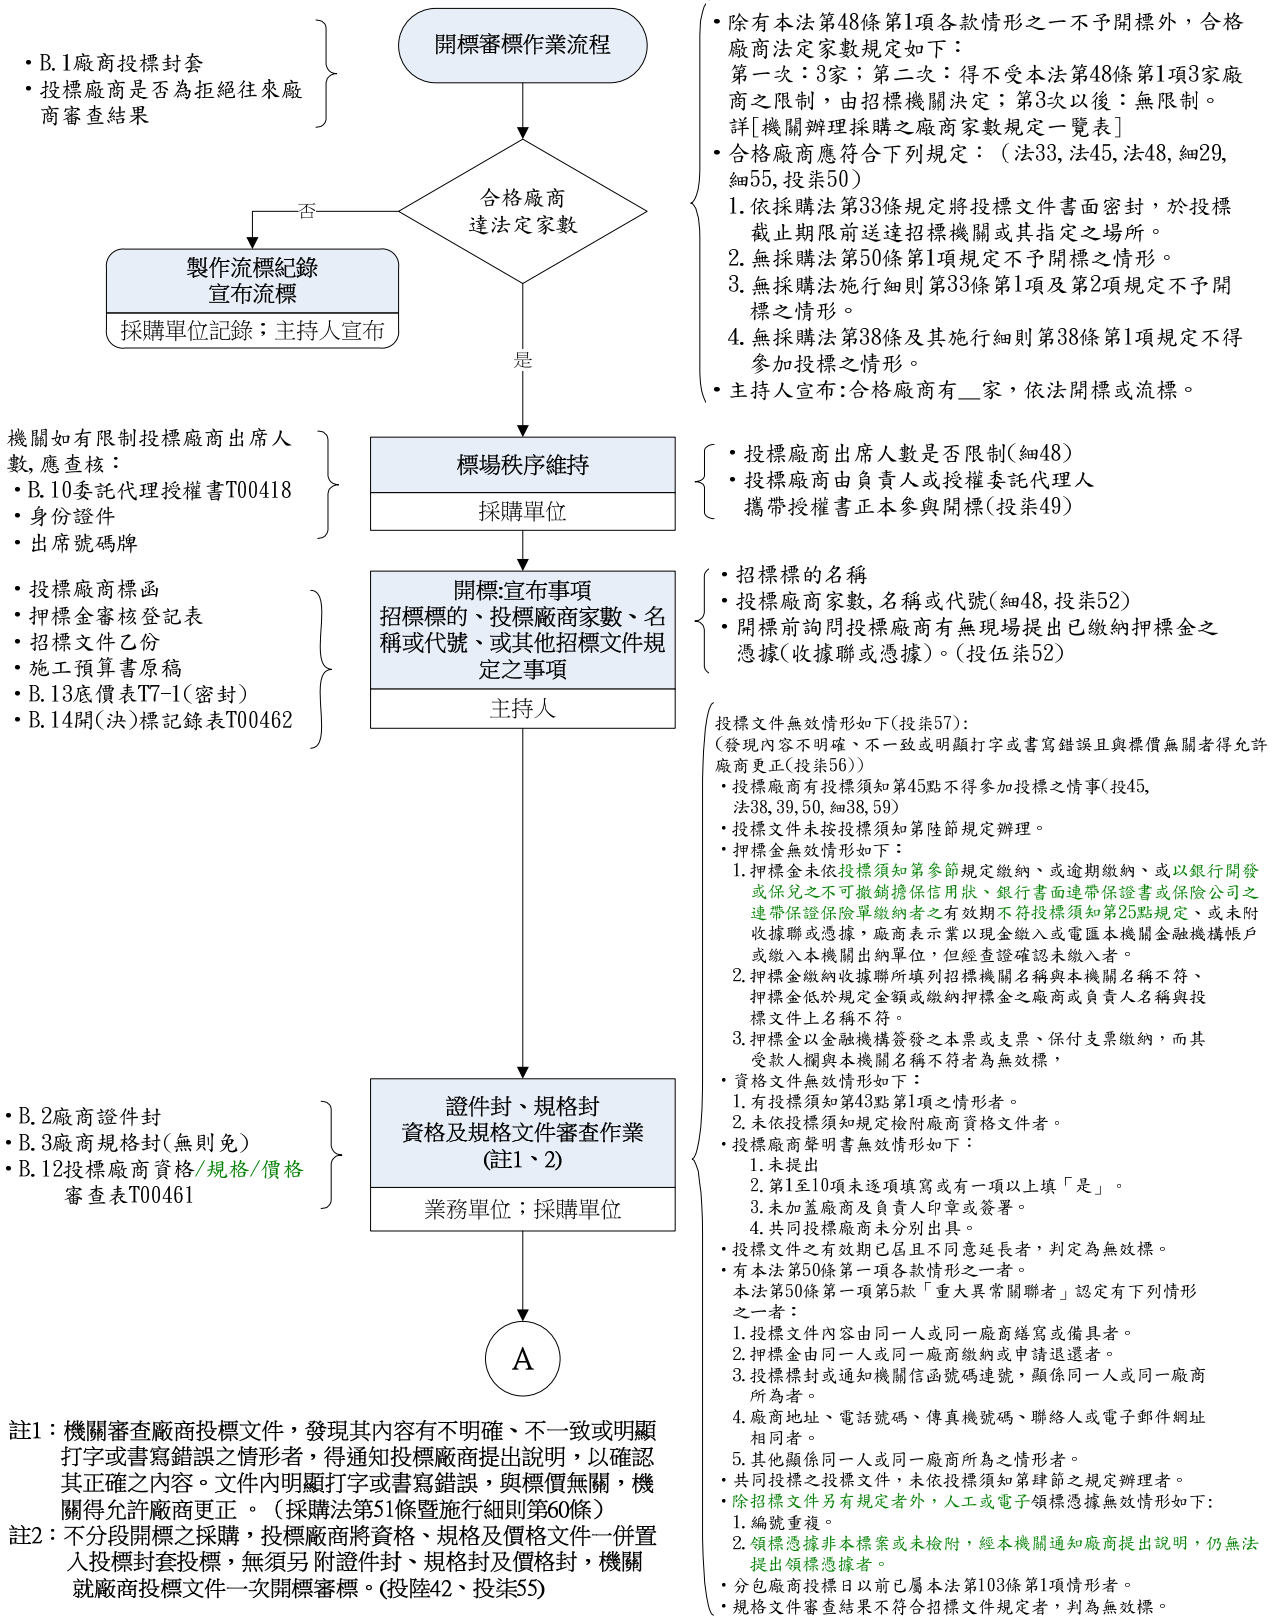 開標審標作業流程
• B.1廠商投標封套
• 投標廠商是否為拒絕往來廠
商審查結果
• 除有本法第48條第1項各款情形之一不予開標外，合格
廠商法定家數規定如下：
第一次：3家；第二次：得不受本法第48條第1項3家廠
商之限制，由招標機關決定；第3次以後：無限制。
詳[機關辦理採購之廠商家數規定一覽表]
• 合格廠商應符合下列規定：（法33,法45,法48,細29,
細55,投柒50）
1.依採購法第33條規定將投標文件書面密封，於投標
截止期限前送達招標機關或其指定之場所。
2.無採購法第50條第1項規定不予開標之情形。
3.無採購法施行細則第33條第1項及第2項規定不予開
標之情形。
4.無採購法第38條及其施行細則第38條第1項規定不得
參加投標之情形。
• 主持人宣布:合格廠商有__家，依法開標或流標。
合格廠商
達法定家數
否
製作流標紀錄
宣布流標
採購單位記錄；主持人宣布
是
機關如有限制投標廠商出席人
數,應查核：
• B.10委託代理授權書T00418
• 身份證件
• 出席號碼牌
標場秩序維持
採購單位
• 投標廠商出席人數是否限制(細48)
• 投標廠商由負責人或授權委託代理人
攜帶授權書正本參與開標(投柒49)
• 投標廠商標函
• 押標金審核登記表
• 招標文件乙份
• 施工預算書原稿
• B.13底價表T7-1(密封)
• B.14開(決)標記錄表T00462
開標:宣布事項
招標標的、投標廠商家數、名
稱或代號、或其他招標文件規
定之事項
主持人
• 招標標的名稱
• 投標廠商家數,名稱或代號(細48,投柒52)
• 開標前詢問投標廠商有無現場提出已繳納押標金之
憑據(收據聯或憑據)。(投伍柒52)
投標文件無效情形如下(投柒57):
(發現內容不明確、不一致或明顯打字或書寫錯誤且與標價無關者得允許
廠商更正(投柒56))
• 投標廠商有投標須知第45點不得參加投標之情事(投45,
法38,39,50,細38,59)
• 投標文件未按投標須知第陸節規定辦理。
• 押標金無效情形如下：
1.押標金未依投標須知第參節規定繳納、或逾期繳納、或以銀行開發
或保兌之不可撤銷擔保信用狀、銀行書面連帶保證書或保險公司之
連帶保證保險單繳納者之有效期不符投標須知第25點規定、或未附
收據聯或憑據，廠商表示業以現金繳入或電匯本機關金融機構帳戶
或繳入本機關出納單位，但經查證確認未繳入者。
2.押標金繳納收據聯所填列招標機關名稱與本機關名稱不符、
押標金低於規定金額或繳納押標金之廠商或負責人名稱與投
標文件上名稱不符。
3.押標金以金融機構簽發之本票或支票、保付支票繳納，而其
受款人欄與本機關名稱不符者為無效標，
• 資格文件無效情形如下：
1.有投標須知第43點第1項之情形者。
2.未依投標須知規定檢附廠商資格文件者。
• 投標廠商聲明書無效情形如下：
1.未提出
2.第1至10項未逐項填寫或有一項以上填「是」。
3.未加蓋廠商及負責人印章或簽署。
4.共同投標廠商未分別出具。
• 投標文件之有效期已屆且不同意延長者，判定為無效標。
• 有本法第50條第一項各款情形之一者。
本法第50條第一項第5款「重大異常關聯者」認定有下列情形
之一者：
1.投標文件內容由同一人或同一廠商繕寫或備具者。
2.押標金由同一人或同一廠商繳納或申請退還者。
3.投標標封或通知機關信函號碼連號，顯係同一人或同一廠商
所為者。
4.廠商地址、電話號碼、傳真機號碼、聯絡人或電子郵件網址
相同者。
5.其他顯係同一人或同一廠商所為之情形者。
• 共同投標之投標文件，未依投標須知第肆節之規定辦理者。
• 除招標文件另有規定者外，人工或電子領標憑據無效情形如下:
1.編號重複。
2.領標憑據非本標案或未檢附，經本機關通知廠商提出說明，仍無法
提出領標憑據者。
• 分包廠商投標日以前已屬本法第103條第1項情形者。
• 規格文件審查結果不符合招標文件規定者，判為無效標。
• B.2廠商證件封
• B.3廠商規格封(無則免)
• B.12投標廠商資格/規格/價格
審查表T00461
證件封、規格封
資格及規格文件審查作業
(註1、2)
業務單位；採購單位
A
註1：機關審查廠商投標文件，發現其內容有不明確、不一致或明顯
打字或書寫錯誤之情形者，得通知投標廠商提出說明，以確認
其正確之內容。文件內明顯打字或書寫錯誤，與標價無關，機
關得允許廠商更正 。（採購法第51條暨施行細則第60條）
註2：不分段開標之採購，投標廠商將資格、規格及價格文件一併置
入投標封套投標，無須另 附證件封、規格封及價格封，機關
就廠商投標文件一次開標審標。(投陸42、投柒55)